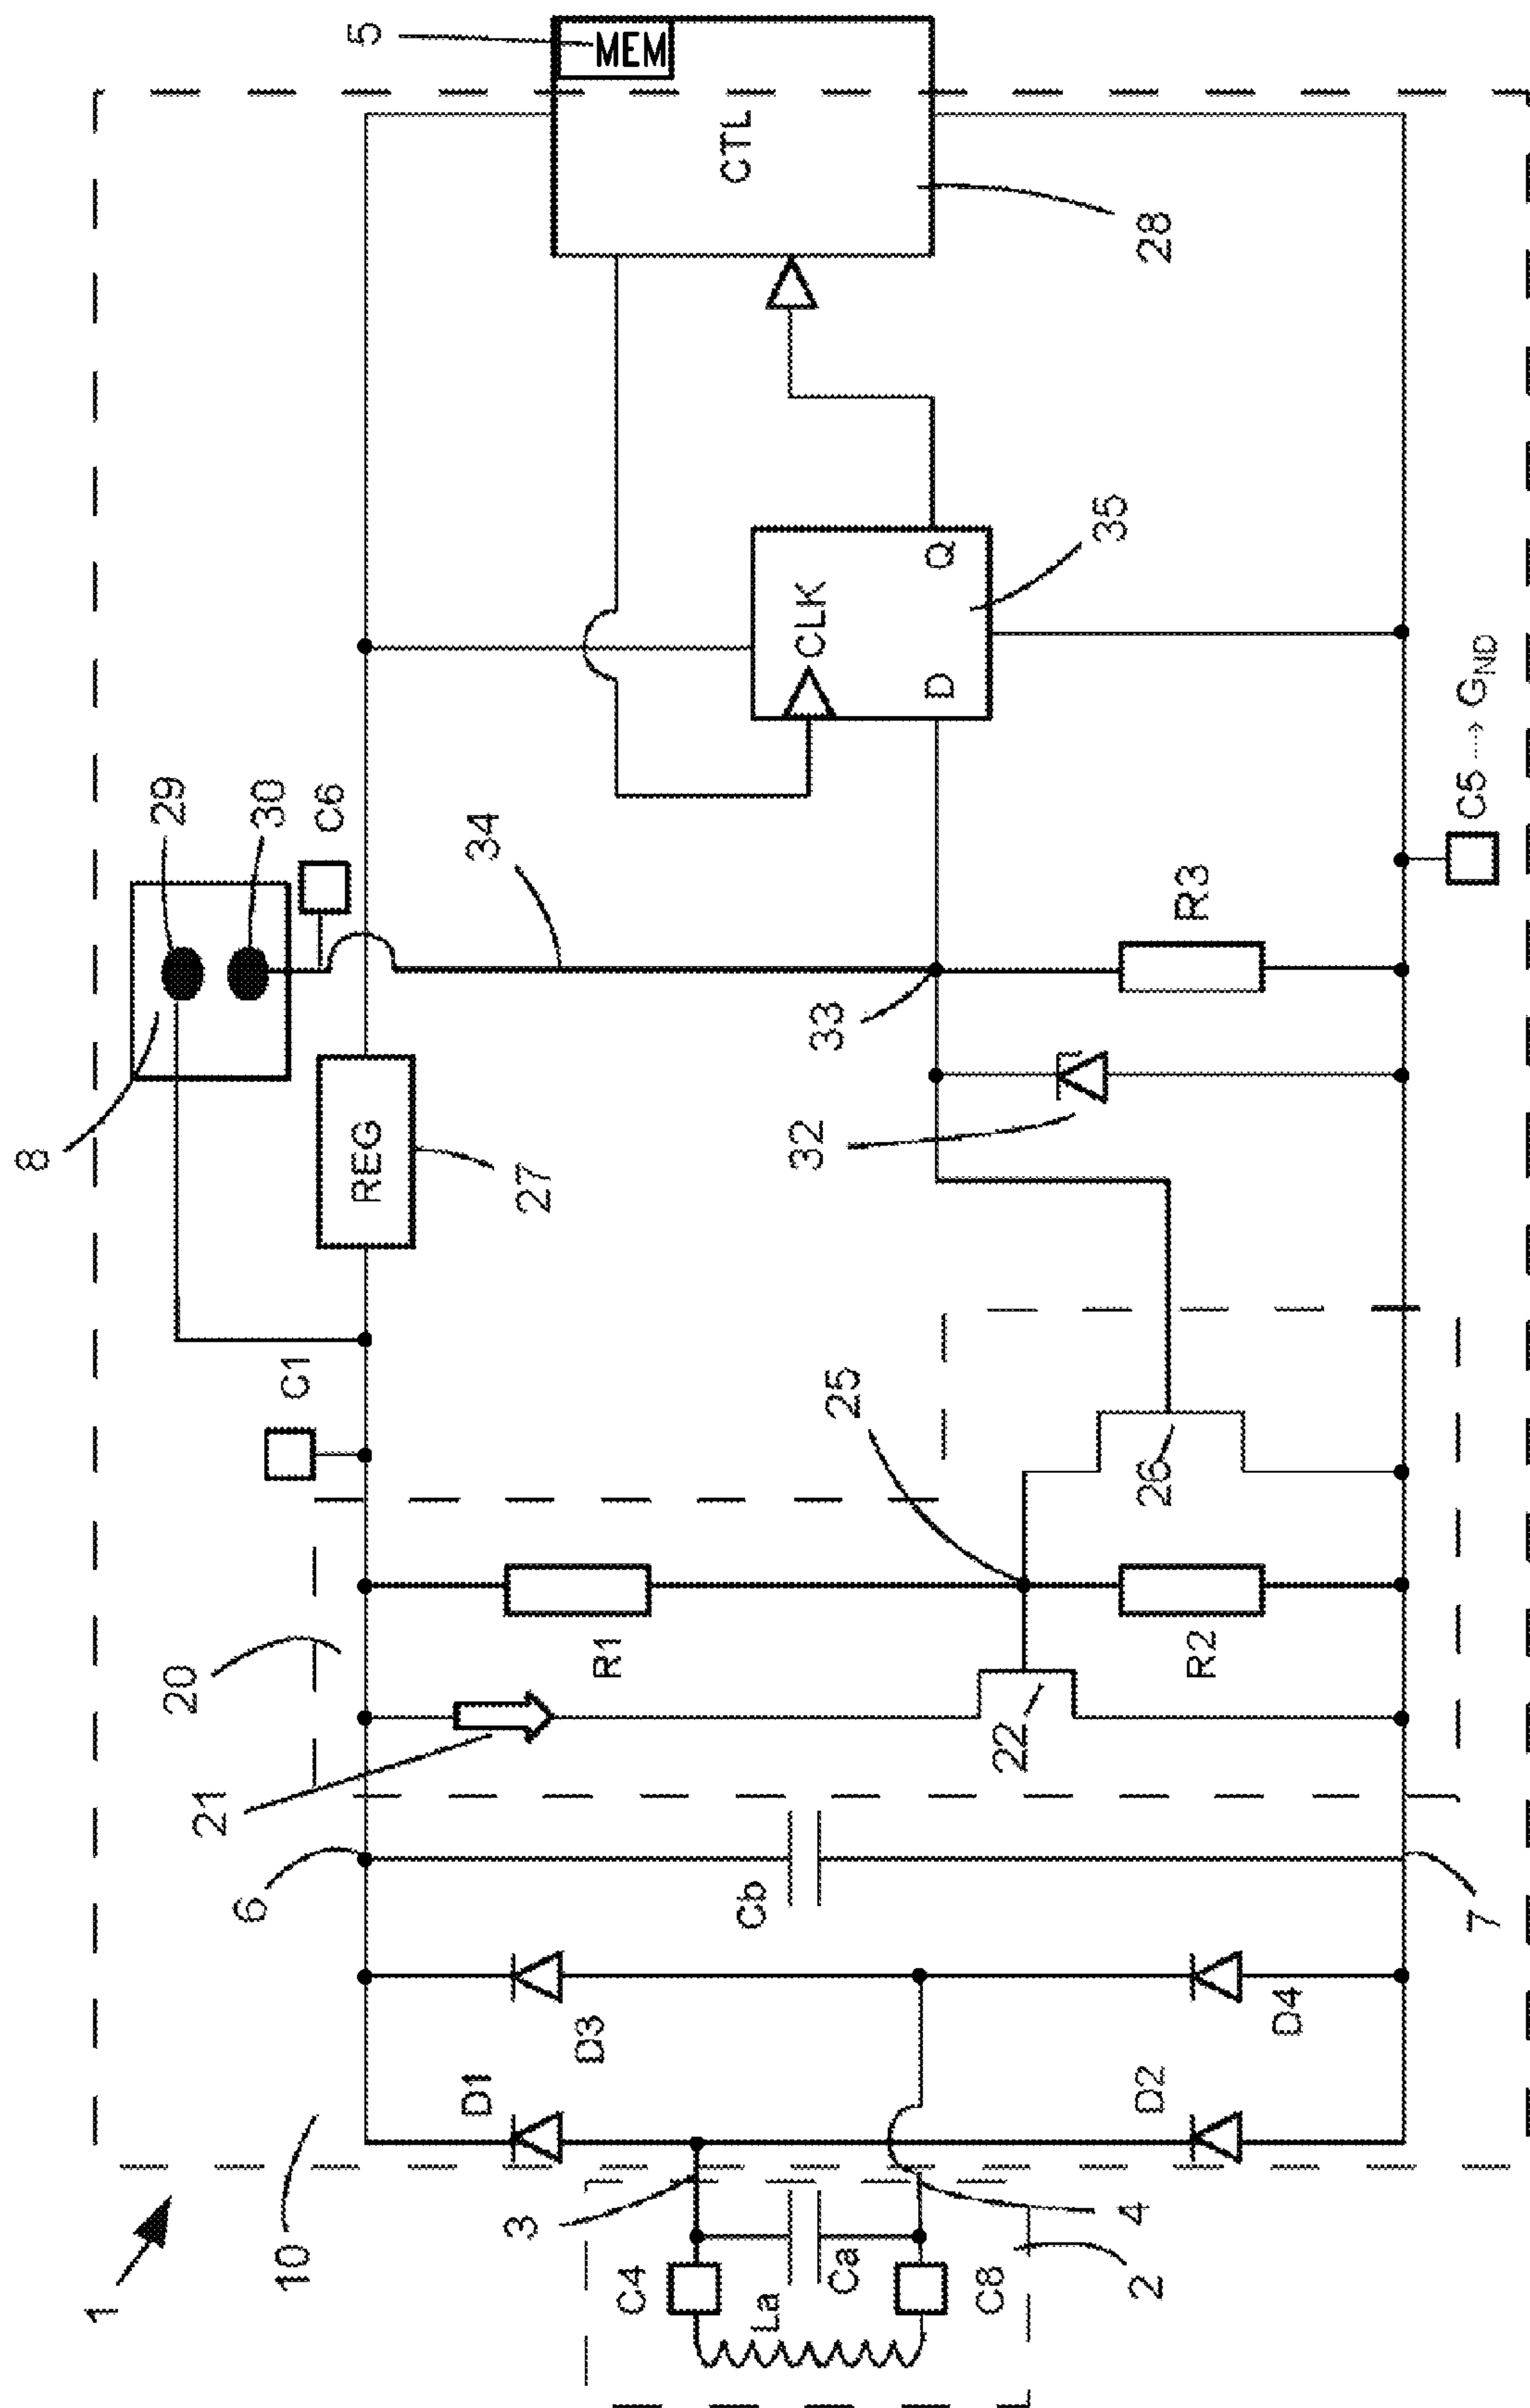 1
10
2
3
4
C4
C8
La
Ca
D1
D2
D3
D4
6
7
Cb
20
21
22
R1
R2
25
26
C1
8
REG
27
29
30
C6
34
33
32
R3
C5 → GND
CLK
D
Q
35
CTL
28
MEM
5